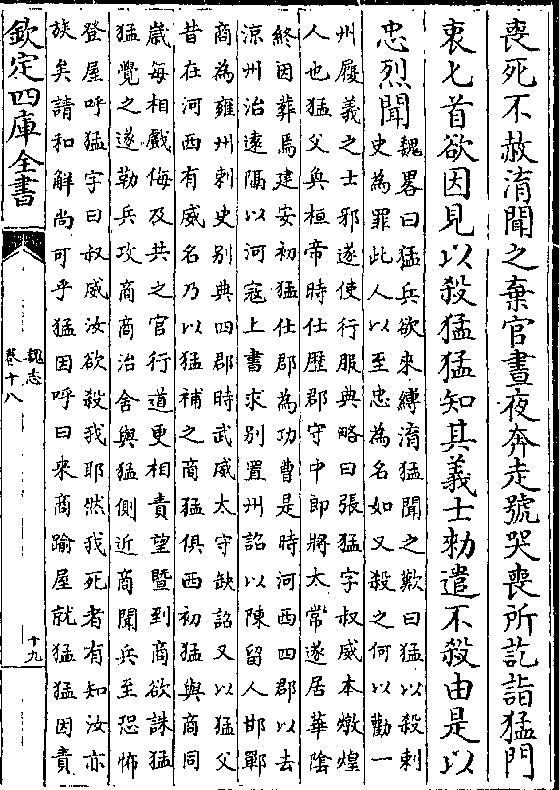 喪死不赦淯聞之棄官晝夜奔走號哭喪所訖詣猛門
衷匕首欲因見以殺猛猛知其義士勑遣不殺由是以
忠烈聞
魏畧曰猛兵欲來縛淯猛聞之歎曰猛以殺刺
史為罪此人以至忠為名如又殺之何以勸一
州履義之士邪遂使行服典略曰張猛字叔威本燉煌
人也猛父奐桓帝時仕歴郡守中郎將太常遂居華隂
終因葬焉建安初猛仕郡為功曹是時河西四郡以去
涼州治逺隔以河寇上書求别置州詔以陳留人邯鄲
商為雍州刺史别典四郡時武威太守缺詔又以猛父
昔在河西有威名乃以猛補之商猛俱西初猛與商同
嵗每相戲侮及共之官行道更相責望暨到商欲誅猛
猛覺之遂勒兵攻商商治舍與猛側近商聞兵至恐怖
登屋呼猛字曰叔威汝欲殺我耶然我死者有知汝亦
族矣請和解尚可乎猛因呼曰來商踰屋就猛猛因責
欽定四庫全書
魏志
卷十八
十九